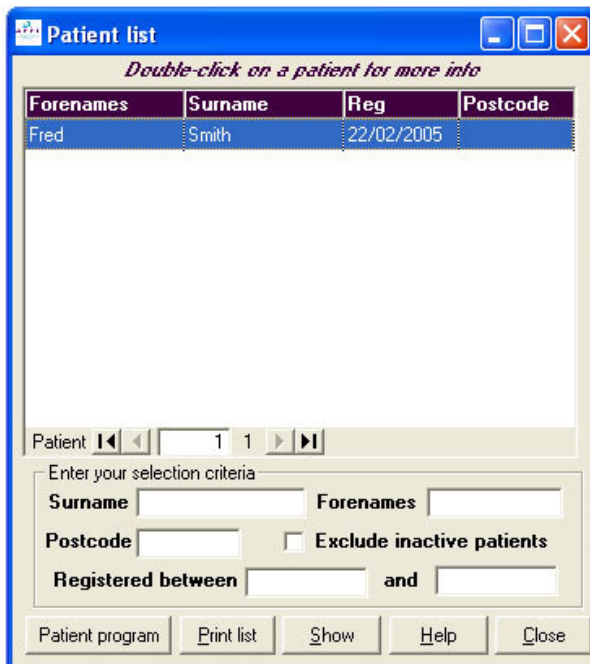 Patient list
Double-click on a patient for more info
Forenames Surname Reg Postcode
Fred Smith 22/02/2005
Patient 1 1
Enter your selection criteria
Surname Forenames
Postcode Exclude inactive patients
Registered between and
Patient program Print list Show Help Close